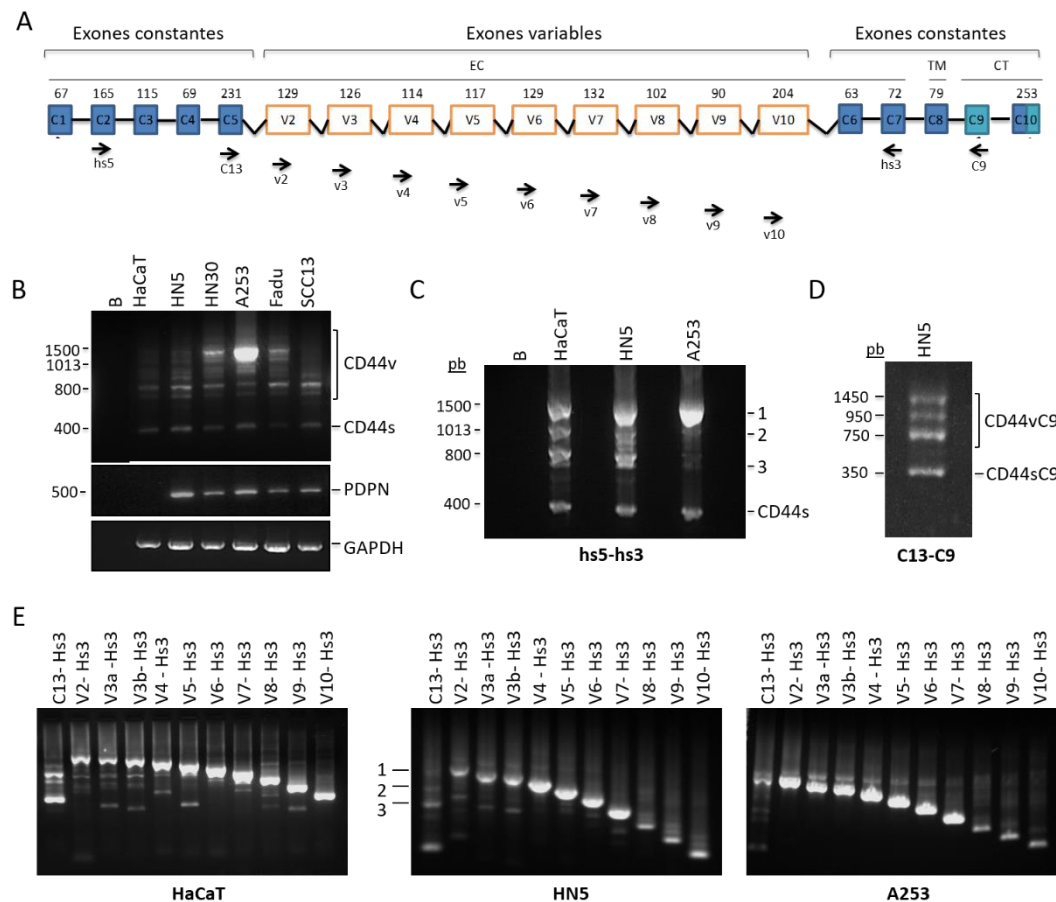 A
Exones constantes
Exones variables
Exones constantes
EC
TM
CT
67 165 115 69 231 129 126 114 117 129 132 102 90 204 63 72 79 253
C1 C2 C3 C4 C5 V2 V3 V4 V5 V6 V7 V8 V9 V10 C6 C7 C8 C9 C10
hs5 C13 v2 v3 v4 v5 v6 v7 v8 v9 v10 hs3 C9
B
B HaCaT HN5 HN30 A253 Fadu SCC13
1500
1013
800
400
CD44v
CD44s
500
PDPN
GAPDH
C
pb
B HaCaT HN5 A253
1500
1013
800
400
1
2
3
CD44s
hs5-hs3
D
pb
HN5
1450
950
750
350
CD44vC9
CD44sC9
C13-C9
E
C13- Hs3 V2- Hs3 V3a -Hs3 V3b- Hs3 V4 - Hs3 V5- Hs3 V6- Hs3 V7- Hs3 V8- Hs3 V9- Hs3 V10- Hs3
HaCaT
C13- Hs3 V2- Hs3 V3a -Hs3 V3b- Hs3 V4 - Hs3 V5- Hs3 V6- Hs3 V7- Hs3 V8- Hs3 V9- Hs3 V10- Hs3
1
2
3
HN5
C13- Hs3 V2- Hs3 V3a -Hs3 V3b- Hs3 V4 - Hs3 V5- Hs3 V6- Hs3 V7- Hs3 V8- Hs3 V9- Hs3 V10- Hs3
A253